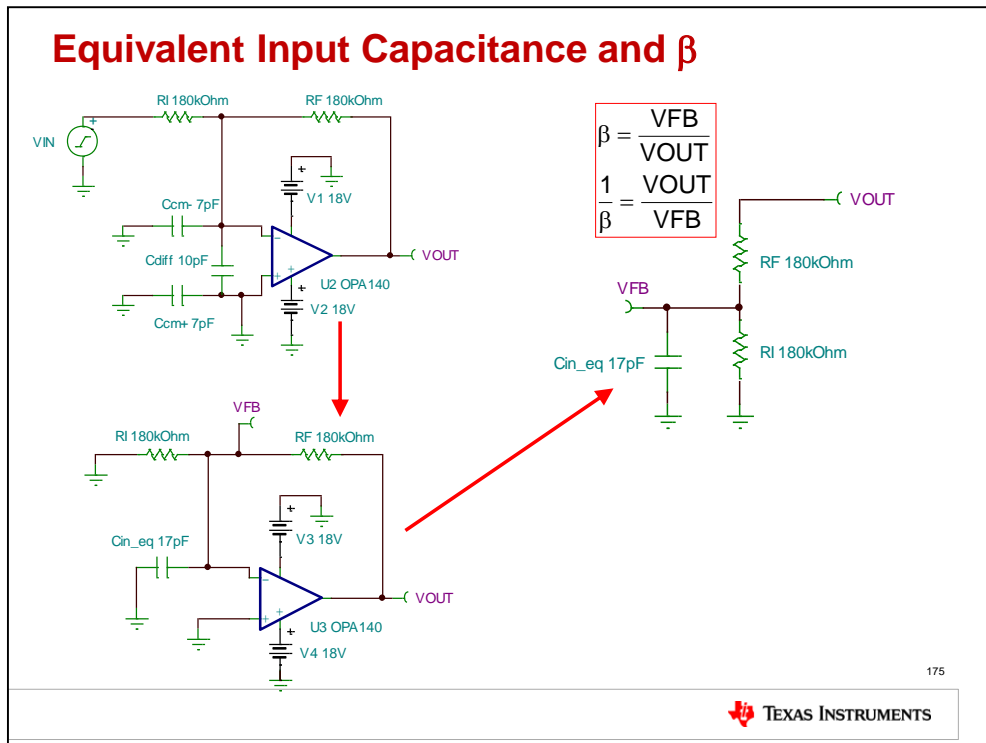 Equivalent Input Capacitance and β
RI 180kOhm
RF 180kOhm
+
VIN
+
V1 18V
Ccm- 7pF
Cdiff 10pF
Ccm+ 7pF
-
+
+
U2 OPA140
+
V2 18V
VOUT
β = VFB / VOUT
1 / β = VOUT / VFB
VOUT
RF 180kOhm
VFB
Cin_eq 17pF
RI 180kOhm
VFB
RI 180kOhm
RF 180kOhm
+
V3 18V
Cin_eq 17pF
-
+
+
U3 OPA140
+
V4 18V
VOUT
175
TEXAS INSTRUMENTS